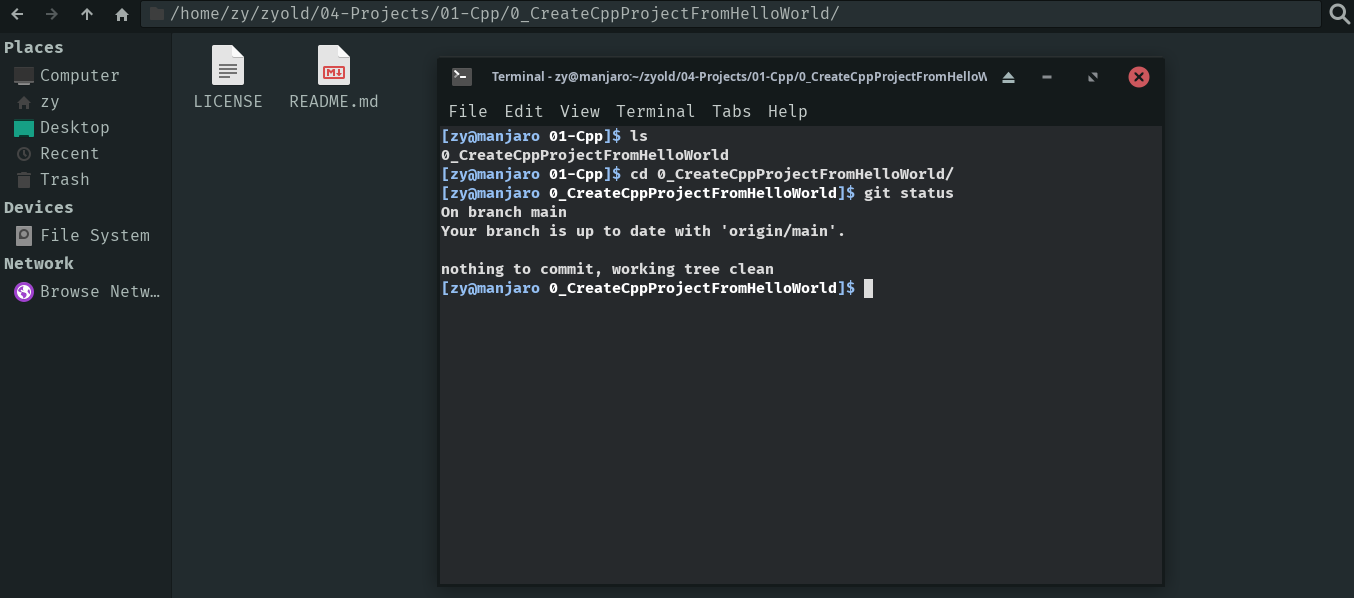 /home/zy/zyold/04-Projects/01-Cpp/0_CreateCppProjectFromHelloWorld/
Places
Computer
zy
Desktop
Recent
Trash
Devices
File System
Network
Browse Netw…
LICENSE
README.md
Terminal - zy@manjaro:~/zyold/04-Projects/01-Cpp/0_CreateCppProjectFromHelloW
File Edit View Terminal Tabs Help
[zy@manjaro 01-Cpp]$ ls
0_CreateCppProjectFromHelloWorld
[zy@manjaro 01-Cpp]$ cd 0_CreateCppProjectFromHelloWorld/
[zy@manjaro 0_CreateCppProjectFromHelloWorld]$ git status
On branch main
Your branch is up to date with 'origin/main'.
nothing to commit, working tree clean
[zy@manjaro 0_CreateCppProjectFromHelloWorld]$